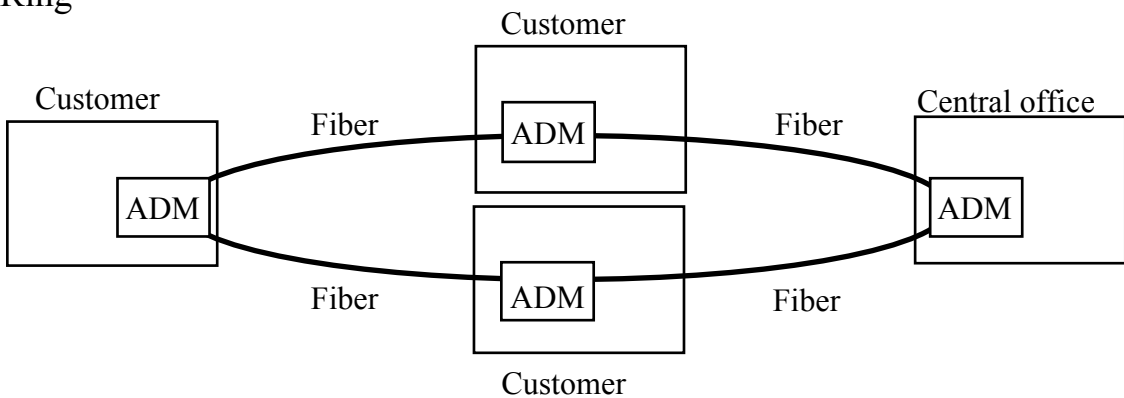 Ring
Customer
Customer
Central office
Fiber
Fiber
ADM
ADM
ADM
ADM
Fiber
Fiber
Customer